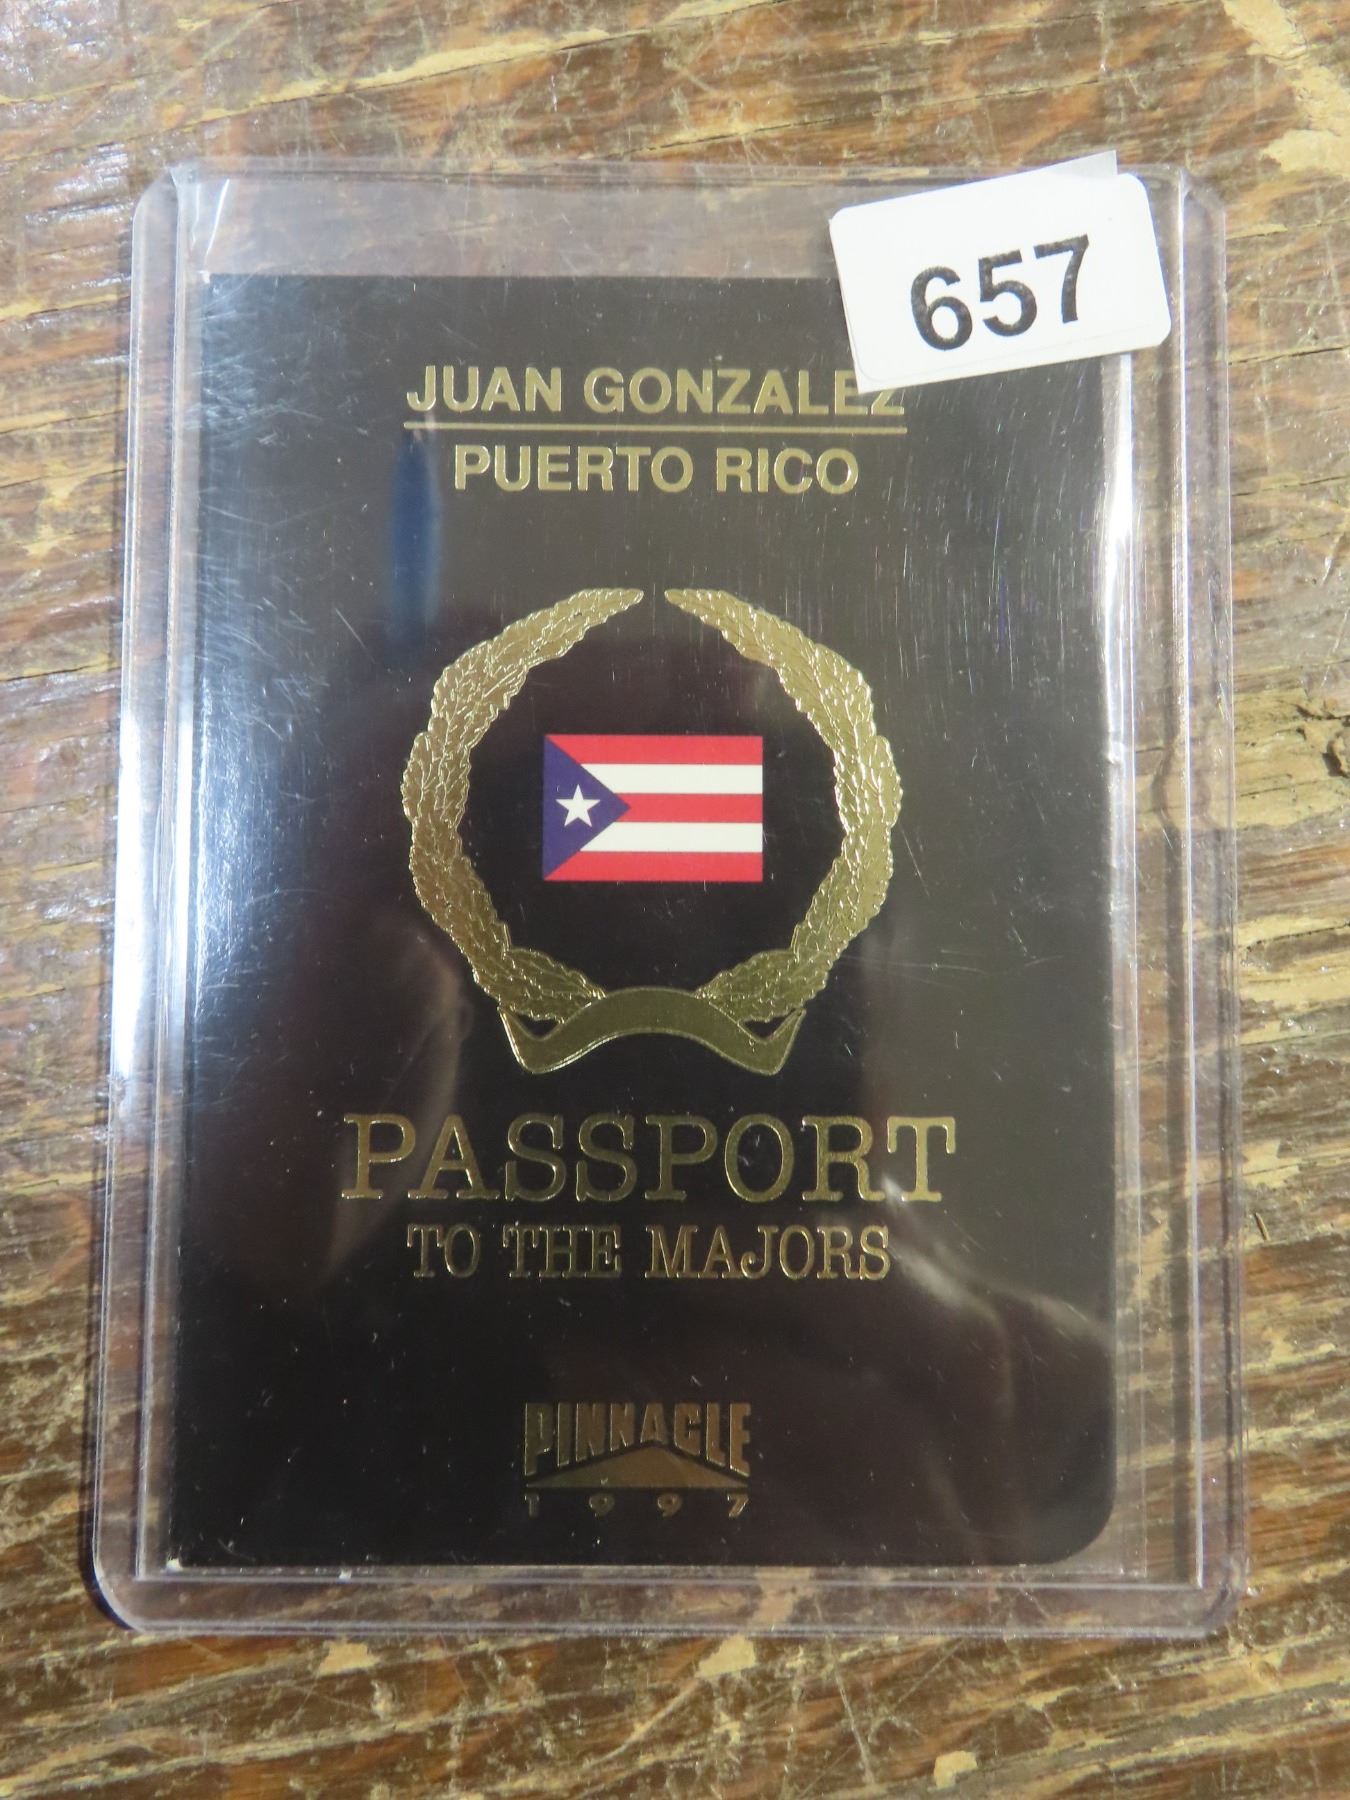 657
JUAN GONZALEZ
PUERTO RICO
PASSPORT
TO THE MAJORS
PINNACLE
1997